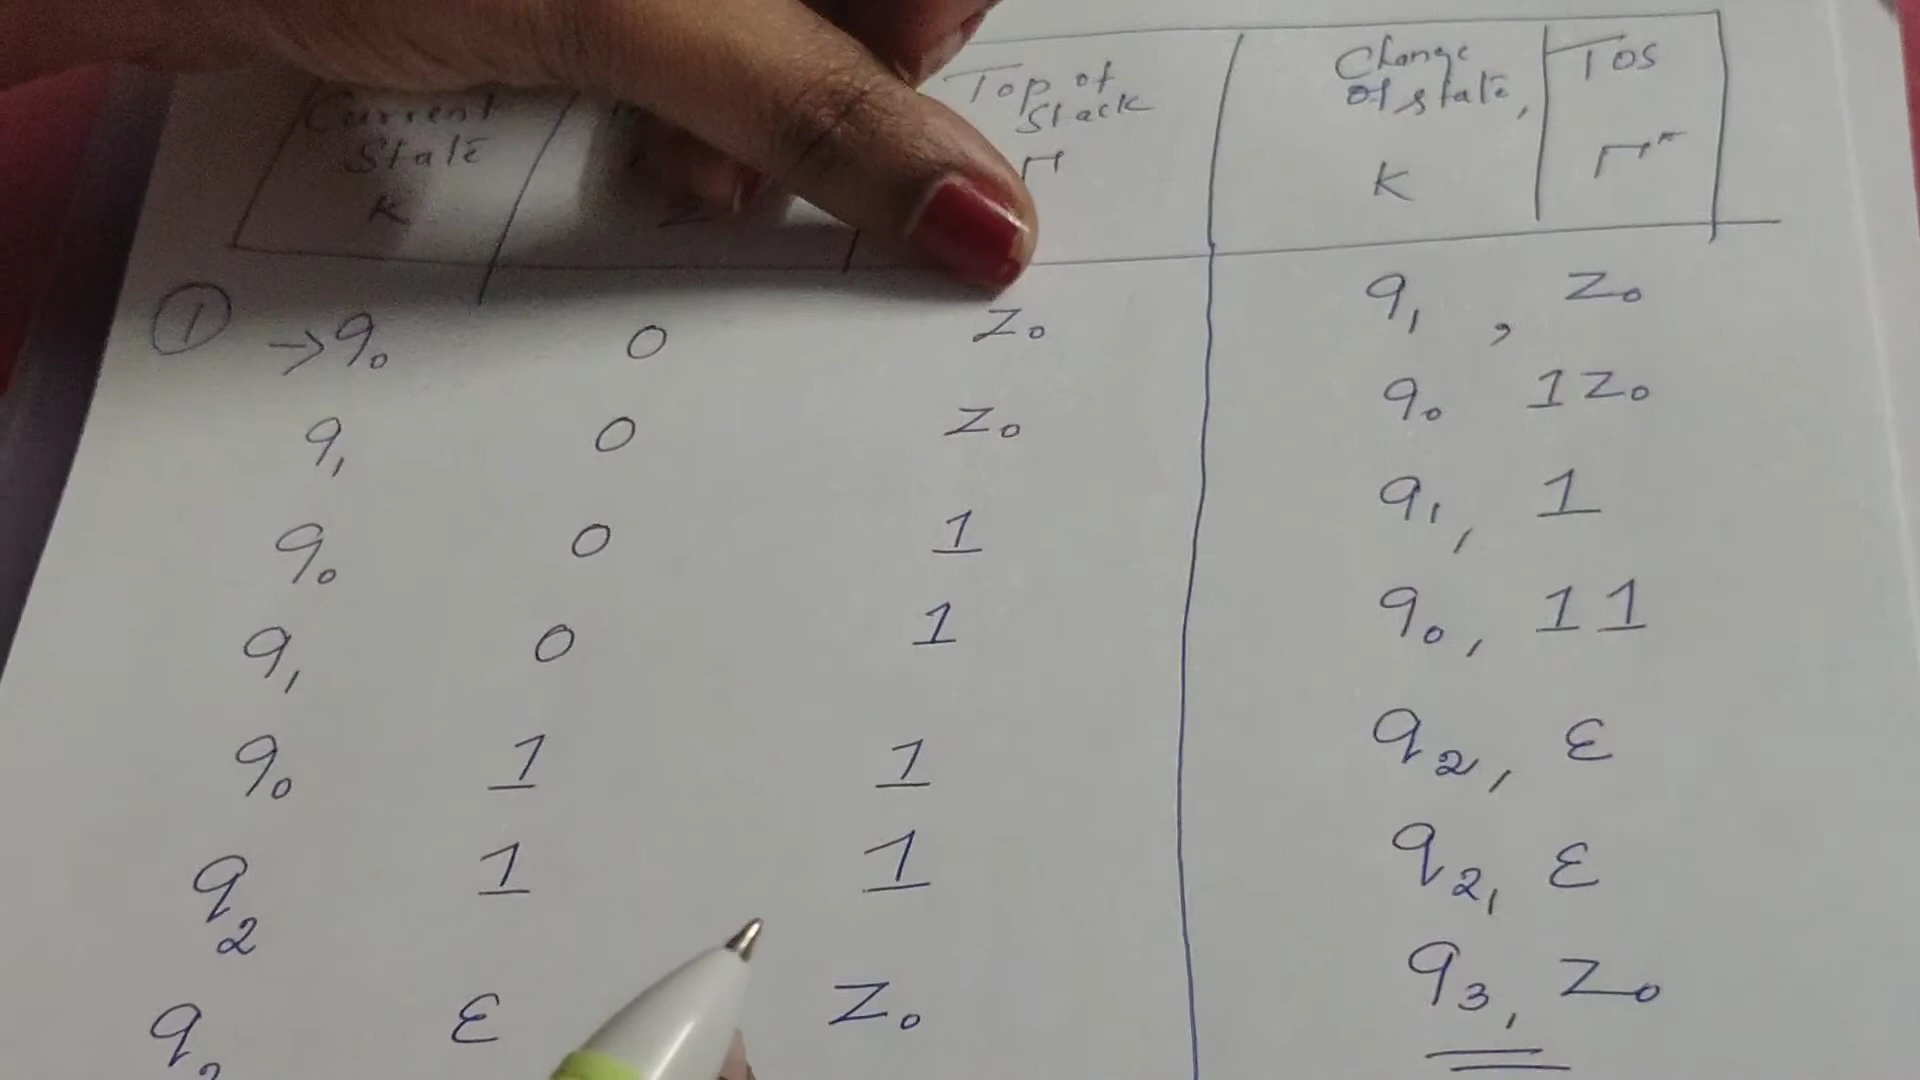 Current State K Top of Stack Γ Change of state, K TOS Γ*
① → q₀ 0 Z₀ q₁ , Z₀
q₁ 0 Z₀ q₀ 1Z₀
q₀ 0 1 q₁, 1
q₁ 0 1 q₀, 11
q₀ 1 1 q₂, ε
q₂ 1 1 q₂, ε
q₂ ε Z₀ q₃, Z₀